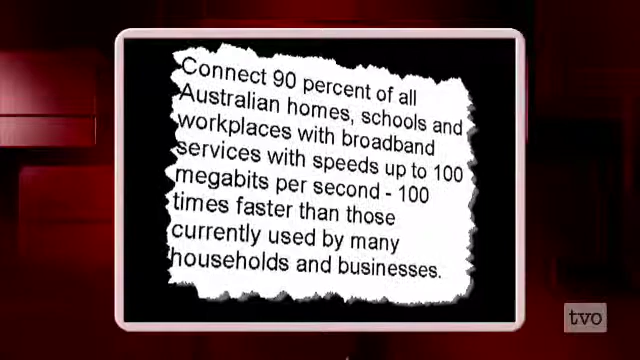 Connect 90 percent of all
Australian homes, schools and
workplaces with broadband
services with speeds up to 100
megabits per second - 100
times faster than those
currently used by many
households and businesses.
tvo